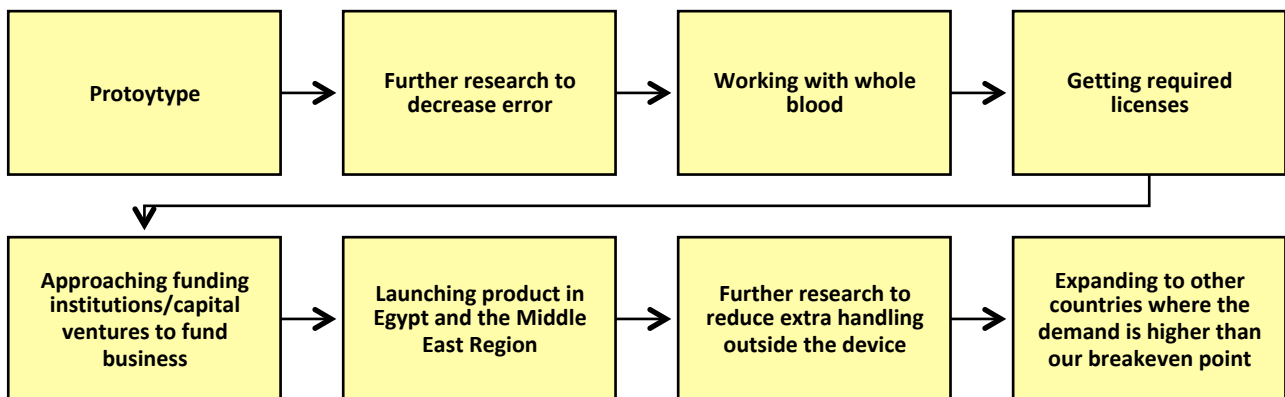 Protoytype
Further research to
decrease error
Working with whole
blood
Getting required
licenses
Approaching funding
institutions/capital
ventures to fund
business
Launching product in
Egypt and the Middle
East Region
Further research to
reduce extra handling
outside the device
Expanding to other
countries where the
demand is higher than
our breakeven point